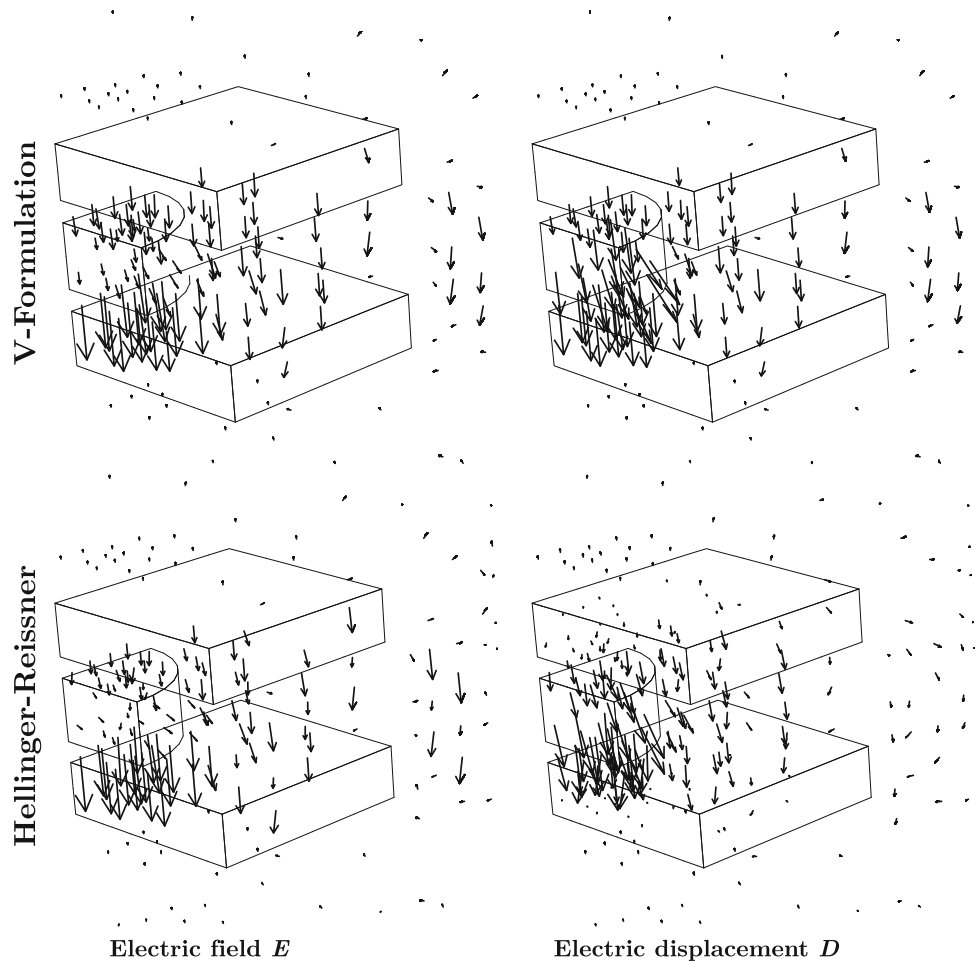 V-Formulation
Hellinger-Reissner
Electric field E
Electric displacement D